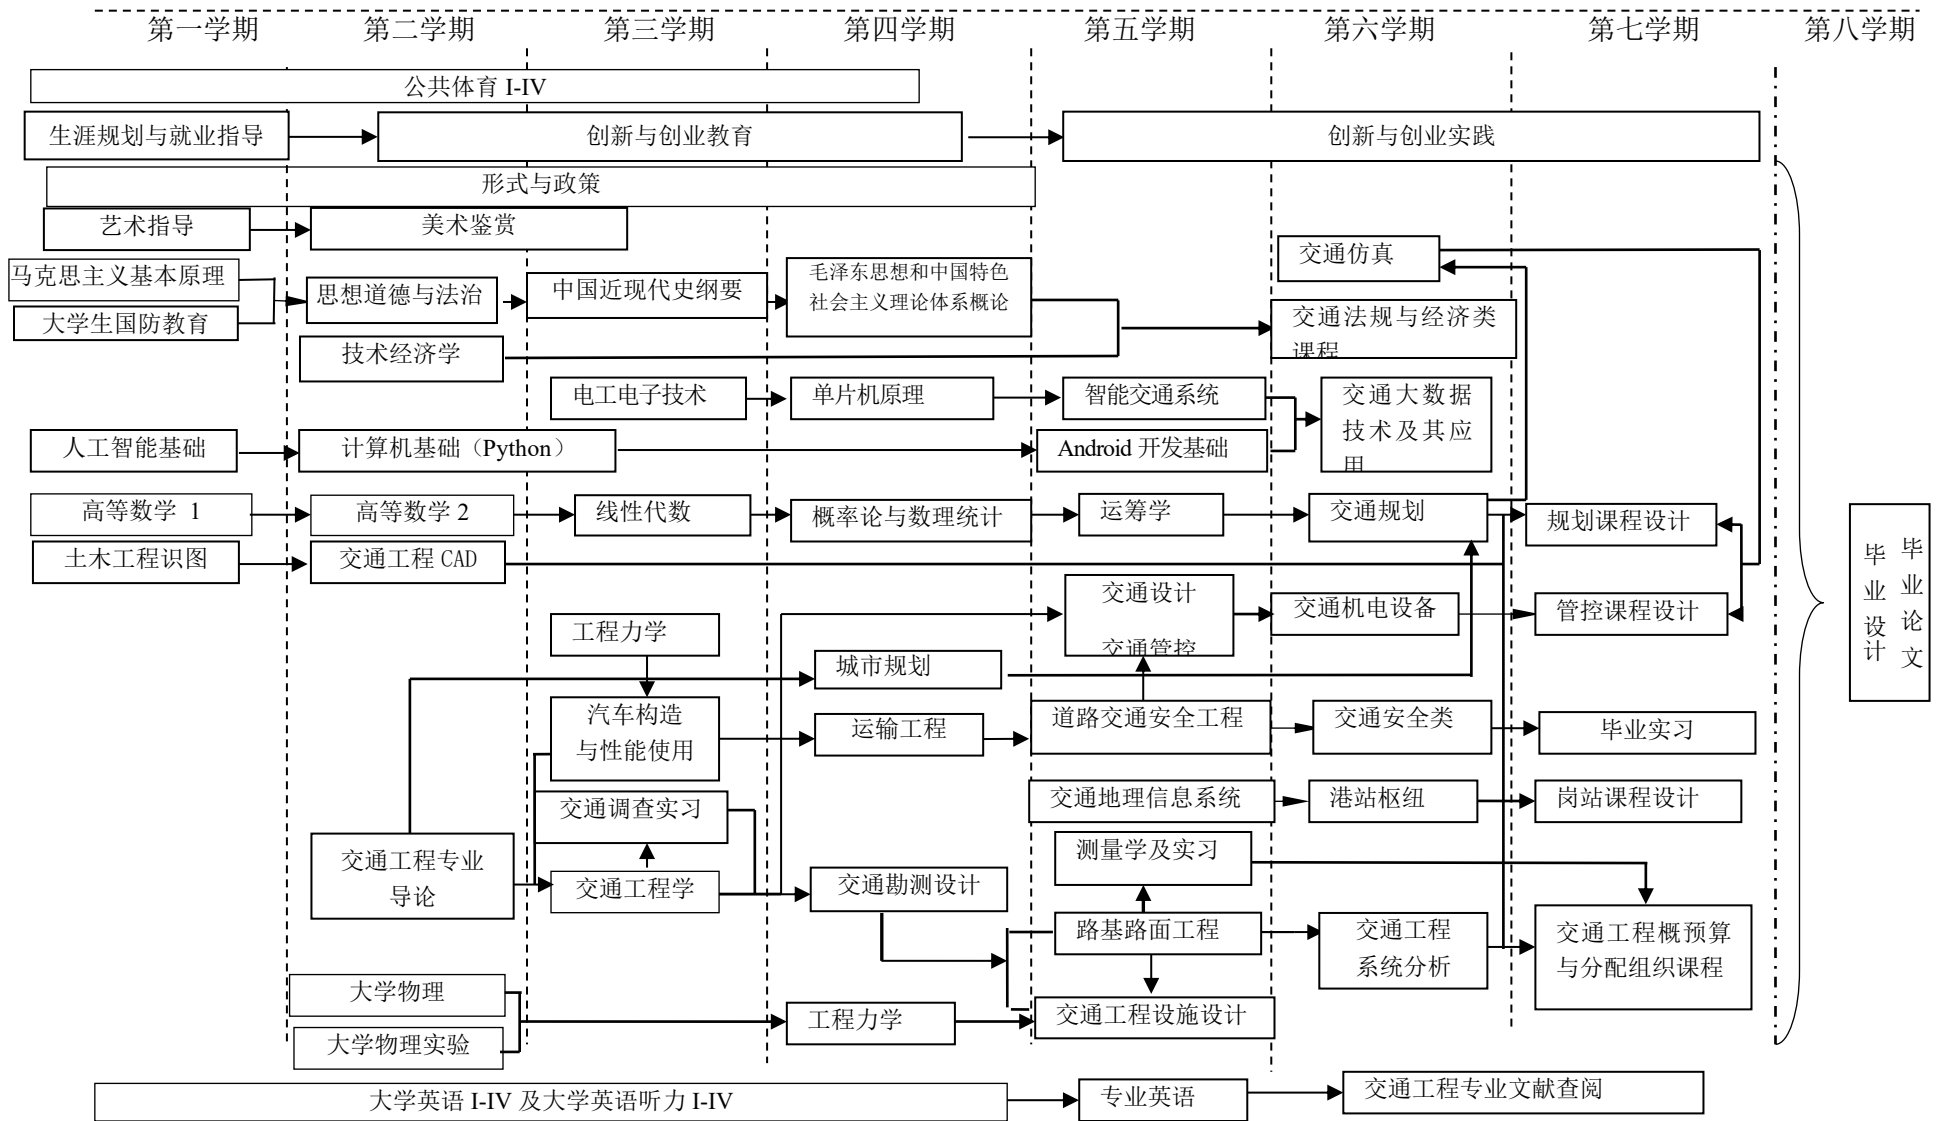 第一学期
第二学期
第三学期
第四学期
第五学期
第六学期
第七学期
第八学期
公共体育 I-IV
生涯规划与就业指导
创新与创业教育
创新与创业实践
形式与政策
艺术指导
美术鉴赏
交通仿真
马克思主义基本原理
大学生国防教育
思想道德与法治
中国近现代史纲要
毛泽东思想和中国特色
社会主义理论体系概论
交通法规与经济类
课程
技术经济学
电工电子技术
单片机原理
智能交通系统
交通大数据
技术及其应
用
人工智能基础
计算机基础（Python）
Android 开发基础
高等数学 1
高等数学 2
线性代数
概率论与数理统计
运筹学
交通规划
规划课程设计
土木工程识图
交通工程 CAD
交通设计
交通管控
交通机电设备
管控课程设计
工程力学
城市规划
汽车构造
与性能使用
运输工程
道路交通安全工程
交通安全类
毕业实习
交通调查实习
交通地理信息系统
港站枢纽
岗站课程设计
交通工程专业
导论
交通工程学
交通勘测设计
测量学及实习
路基路面工程
交通工程
系统分析
交通工程概预算
与分配组织课程
大学物理
大学物理实验
工程力学
交通工程设施设计
大学英语 I-IV 及大学英语听力 I-IV
专业英语
交通工程专业文献查阅
毕业论文
毕业设计